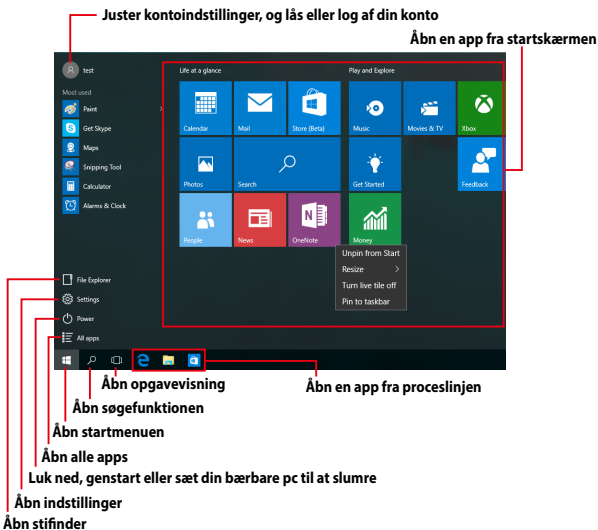 Juster kontoindstillinger, og lås eller log af din konto
Åbn en app fra startskærmen
test
Life at a glance
Play and Explore
Most used
Paint
Get Skype
Maps
Snipping Tool
Calculator
Alarms & Clock
Calendar
Mail
Store (Beta)
Music
Movies & TV
Xbox
Photos
Search
Get Started
Feedback
People
News
OneNote
Money
Unpin from Start
Resize
Turn live tile off
Pin to taskbar
File Explorer
Settings
Power
All apps
Åbn opgavevisning
Åbn en app fra proceslinjen
Åbn søgefunktionen
Åbn startmenuen
Åbn alle apps
Luk ned, genstart eller sæt din bærbare pc til at slumre
Åbn indstillinger
Åbn stifinder